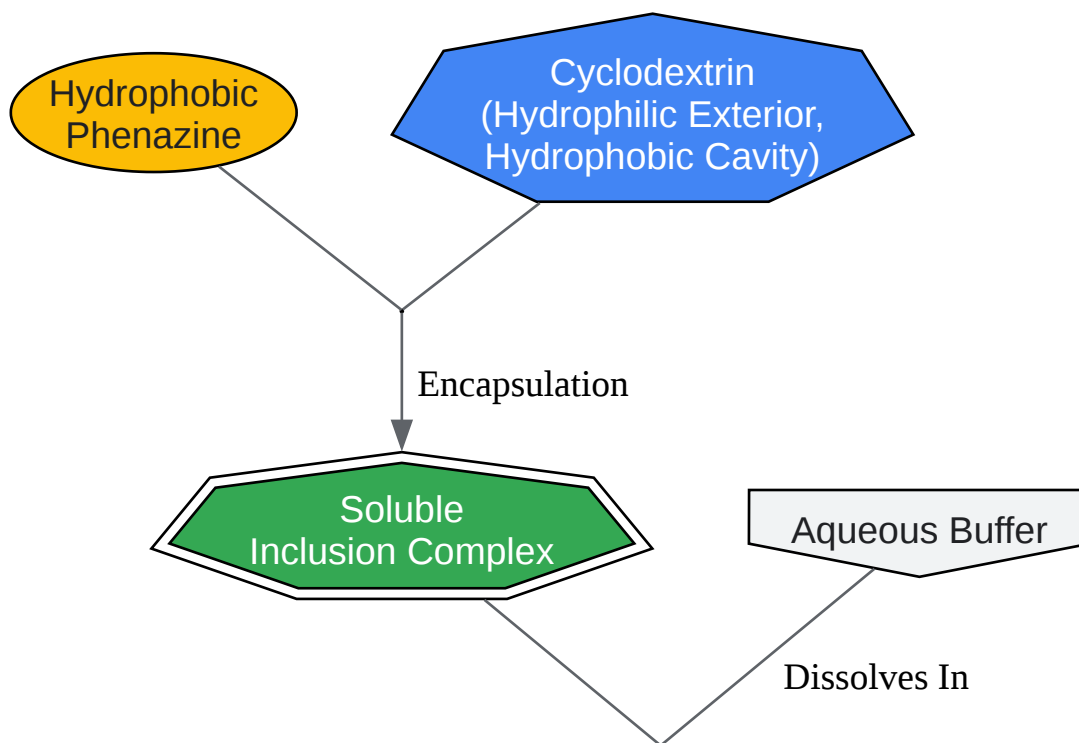 Hydrophobic
Phenazine
Cyclodextrin
(Hydrophilic Exterior,
Hydrophobic Cavity)
Encapsulation
Soluble
Inclusion Complex
Aqueous Buffer
Dissolves In